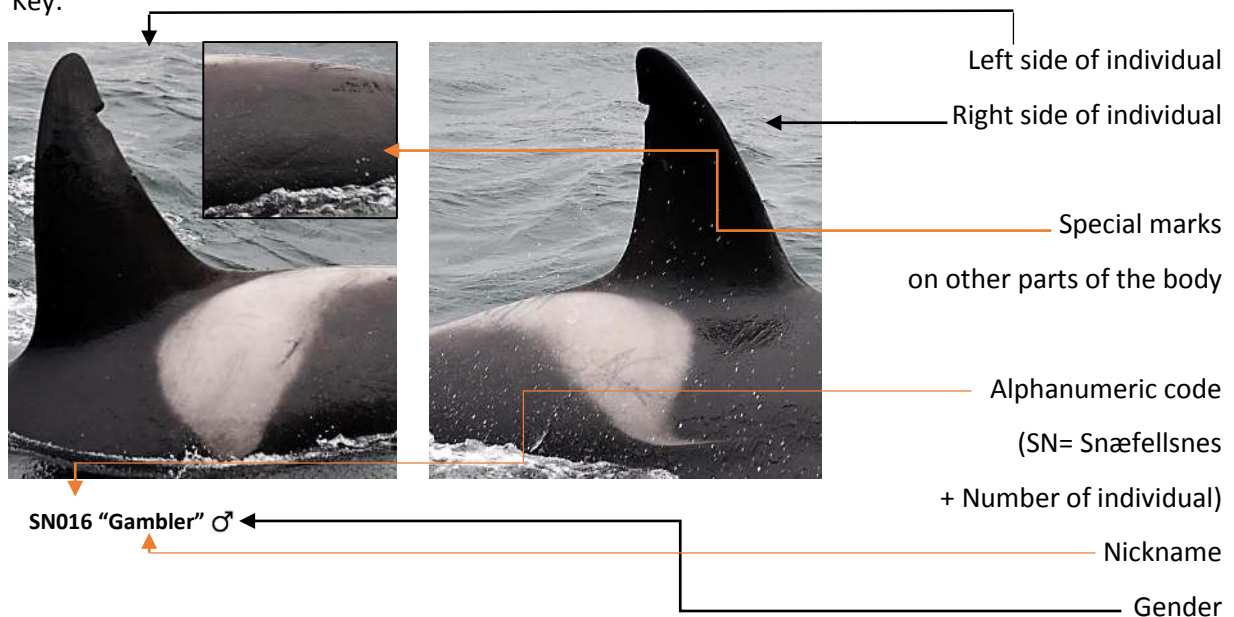 Key:
Left side of individual
Right side of individual
Special marks
on other parts of the body
Alphanumeric code
(SN= Snæfellsnes
+ Number of individual)
SN016 “Gambler” ♂
Nickname
Gender